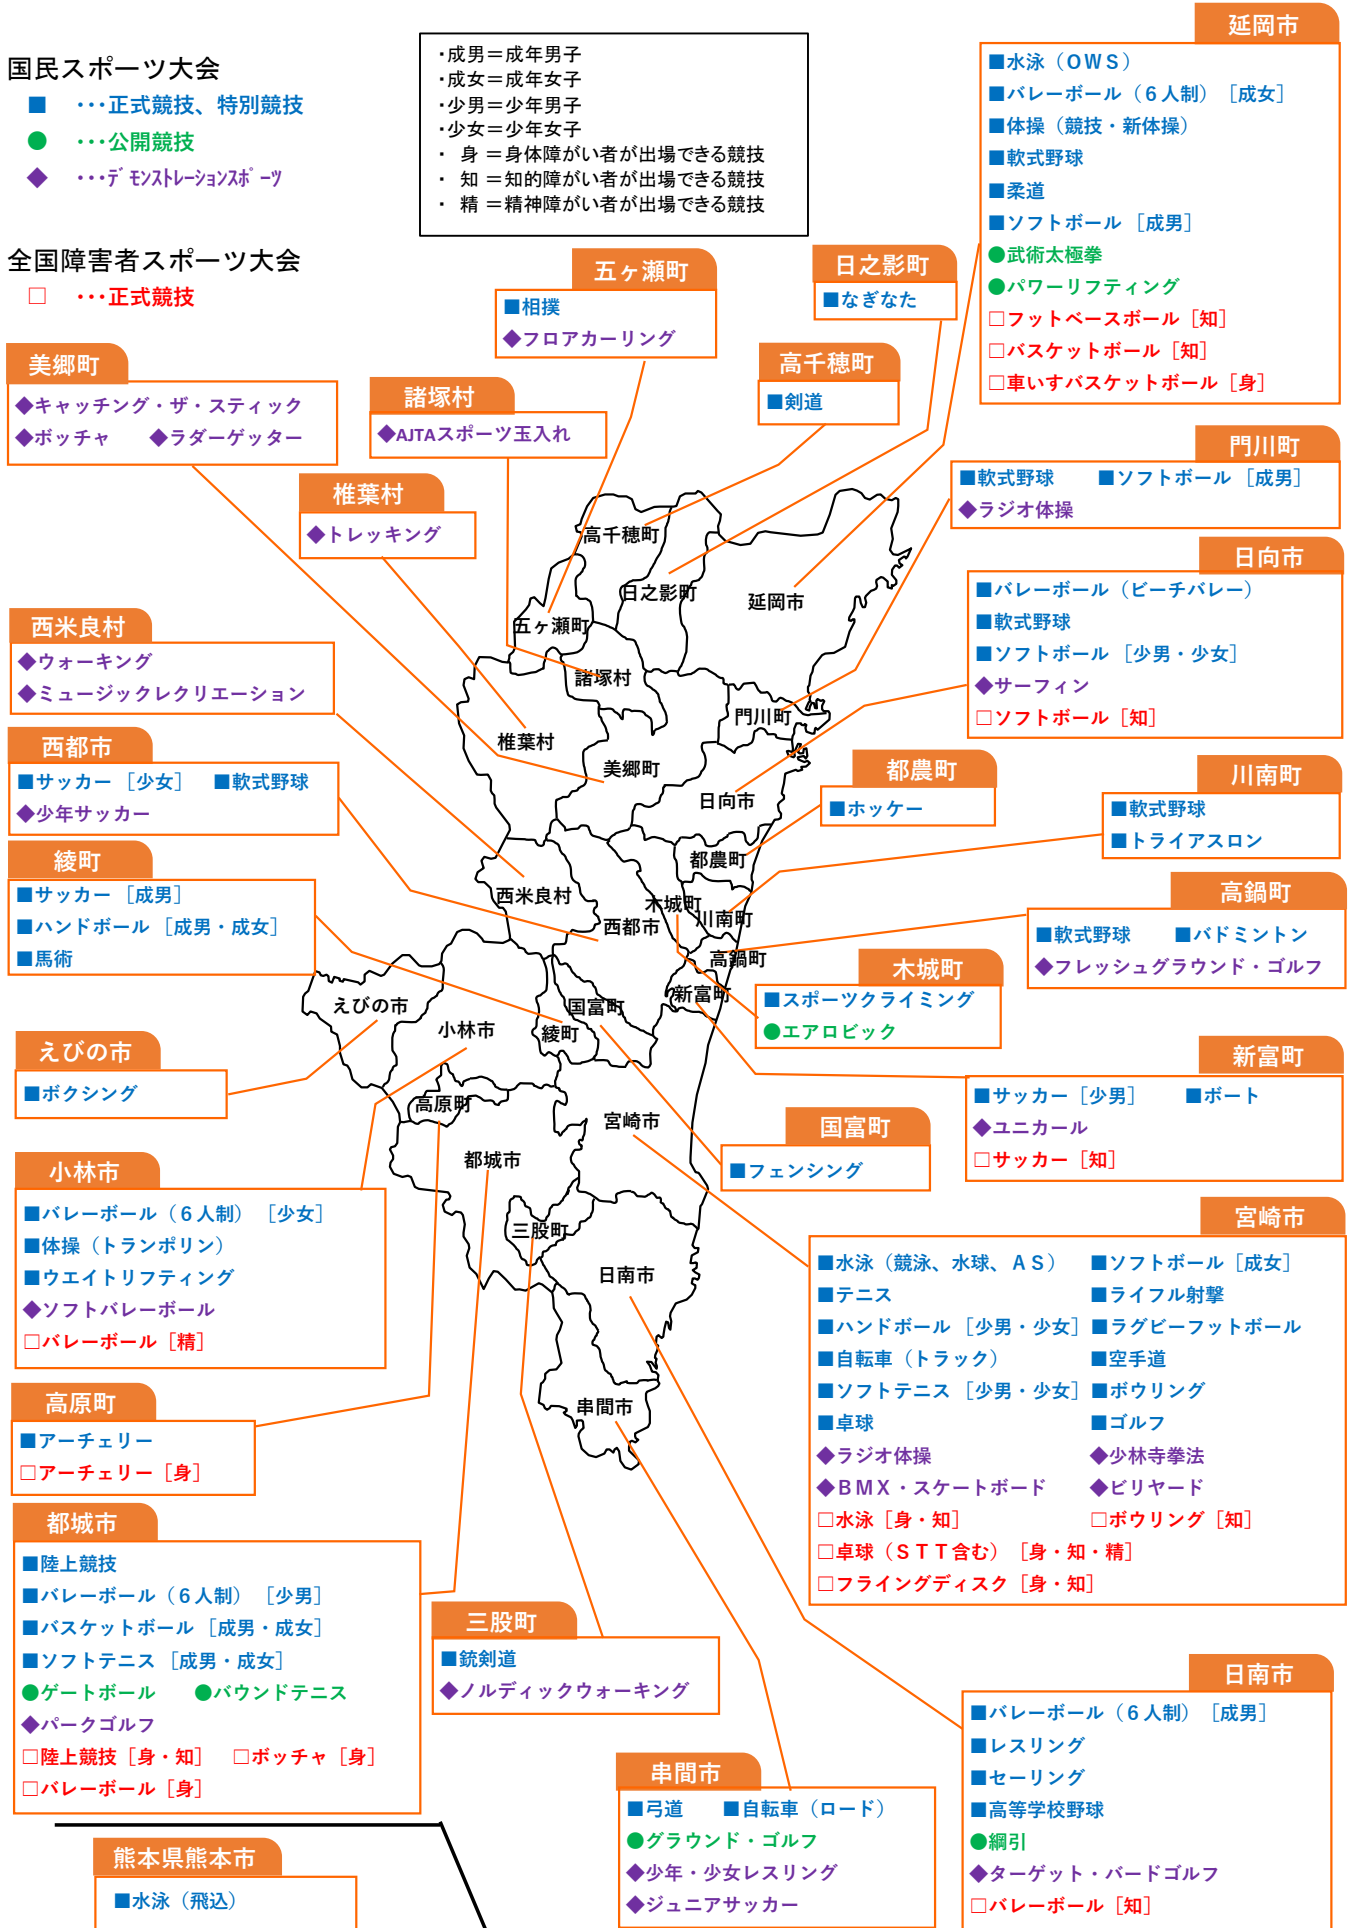 国民スポーツ大会
■ ･･･正式競技、特別競技
● ･･･公開競技
◆ ･･･ﾃﾞﾓﾝｽﾄﾚｰｼｮﾝｽﾎﾟｰﾂ
全国障害者スポーツ大会
□ ･･･正式競技
・成男＝成年男子
・成女＝成年女子
・少男＝少年男子
・少女＝少年女子
・ 身 ＝身体障がい者が出場できる競技
・ 知 ＝知的障がい者が出場できる競技
・ 精 ＝精神障がい者が出場できる競技
延岡市
■水泳（ＯＷＳ）
■バレーボール（６人制）［成女］
■体操（競技・新体操）
■軟式野球
■柔道
■ソフトボール［成男］
●武術太極拳
●パワーリフティング
□フットベースボール［知］
□バスケットボール［知］
□車いすバスケットボール［身］
五ヶ瀬町
■相撲
◆フロアカーリング
日之影町
■なぎなた
高千穂町
■剣道
美郷町
◆キャッチング・ザ・スティック
◆ボッチャ ◆ラダーゲッター
諸塚村
◆AJTAスポーツ玉入れ
椎葉村
◆トレッキング
門川町
■軟式野球 ■ソフトボール［成男］
◆ラジオ体操
日向市
■バレーボール（ビーチバレー）
■軟式野球
■ソフトボール［少男・少女］
◆サーフィン
□ソフトボール［知］
西米良村
◆ウォーキング
◆ミュージックレクリエーション
西都市
■サッカー［少女］ ■軟式野球
◆少年サッカー
綾町
■サッカー［成男］
■ハンドボール［成男・成女］
■馬術
都農町
■ホッケー
川南町
■軟式野球
■トライアスロン
高鍋町
■軟式野球 ■バドミントン
◆フレッシュグラウンド・ゴルフ
木城町
■スポーツクライミング
●エアロビック
新富町
■サッカー［少男］ ■ボート
◆ユニカール
□サッカー［知］
国富町
■フェンシング
えびの市
■ボクシング
小林市
■バレーボール（６人制）［少女］
■体操（トランポリン）
■ウエイトリフティング
◆ソフトバレーボール
□バレーボール［精］
高原町
■アーチェリー
□アーチェリー［身］
都城市
■陸上競技
■バレーボール（６人制）［少男］
■バスケットボール［成男・成女］
■ソフトテニス［成男・成女］
●ゲートボール ●バウンドテニス
◆パークゴルフ
□陸上競技［身・知］ □ボッチャ［身］
□バレーボール［身］
三股町
■銃剣道
◆ノルディックウォーキング
宮崎市
■水泳（競泳、水球、ＡＳ） ■ソフトボール［成女］
■テニス ■ライフル射撃
■ハンドボール［少男・少女］ ■ラグビーフットボール
■自転車（トラック） ■空手道
■ソフトテニス［少男・少女］ ■ボウリング
■卓球 ■ゴルフ
◆ラジオ体操 ◆少林寺拳法
◆ＢＭＸ・スケートボード ◆ビリヤード
□水泳［身・知］ □ボウリング［知］
□卓球（ＳＴＴ含む）［身・知・精］
□フライングディスク［身・知］
日南市
■バレーボール（６人制）［成男］
■レスリング
■セーリング
■高等学校野球
●綱引
◆ターゲット・バードゴルフ
□バレーボール［知］
串間市
■弓道 ■自転車（ロード）
●グラウンド・ゴルフ
◆少年・少女レスリング
◆ジュニアサッカー
熊本県熊本市
■水泳（飛込）
高千穂町
日之影町
延岡市
五ヶ瀬町
諸塚村
門川町
椎葉村
美郷町
日向市
都農町
西米良村
木城町
川南町
西都市
高鍋町
新富町
えびの市
国富町
小林市
綾町
高原町
宮崎市
都城市
三股町
日南市
串間市